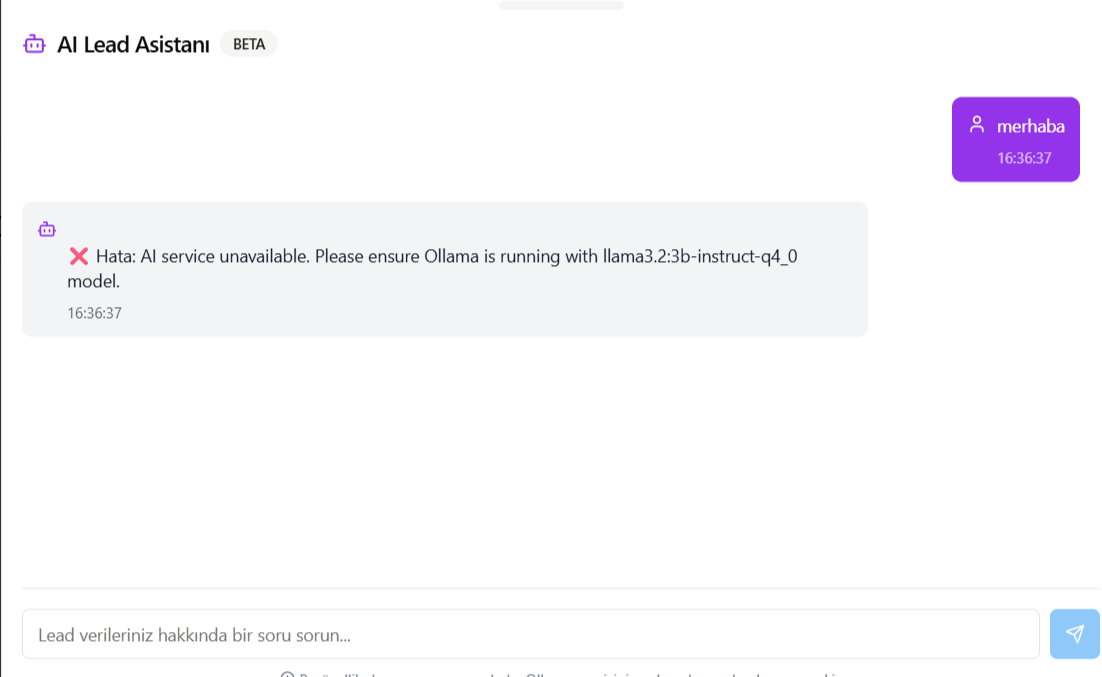 AI Lead Asistanı BETA
merhaba
16:36:37
❌ Hata: AI service unavailable. Please ensure Ollama is running with llama3.2:3b-instruct-q4_0
model.
16:36:37
Lead verileriniz hakkında bir soru sorun...